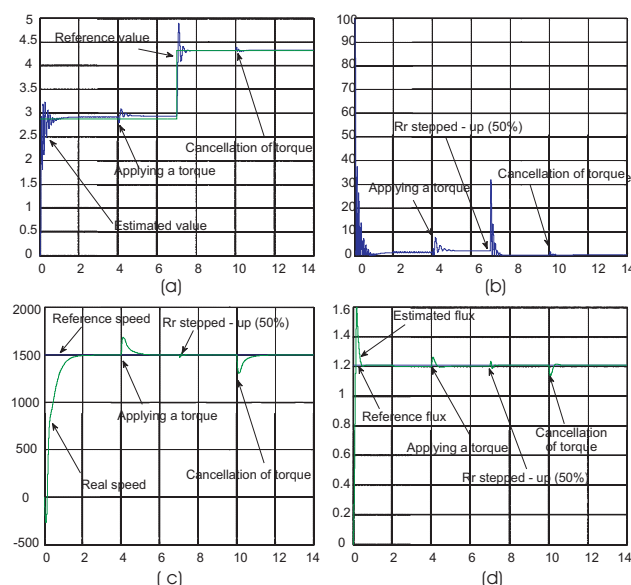 5
4.5
4
3.5
3
2.5
2
1.5
1
0.5
0
Reference value
Cancellation of torque
Applying a torque
Estimated value
0 2 4 6 8 10 12 14
(a)
100
90
80
70
60
50
40
30
20
10
0
Rr stepped - up (50%)
Cancellation of torque
Applying a torque
0 2 4 6 8 10 12 14
(b)
2000
1500
1000
500
0
-500
Reference speed
Rr stepped - up (50%)
Applying a torque
Cancellation of torque
Real speed
0 2 4 6 8 10 12 14
( c)
1.6
1.4
1.2
1
0.8
0.6
0.4
0.2
0
Estimated flux
Reference flux
Cancellation
of torque
Applying a torque
Rr stepped - up (50%)
0 2 4 6 8 10 12 14
(d)